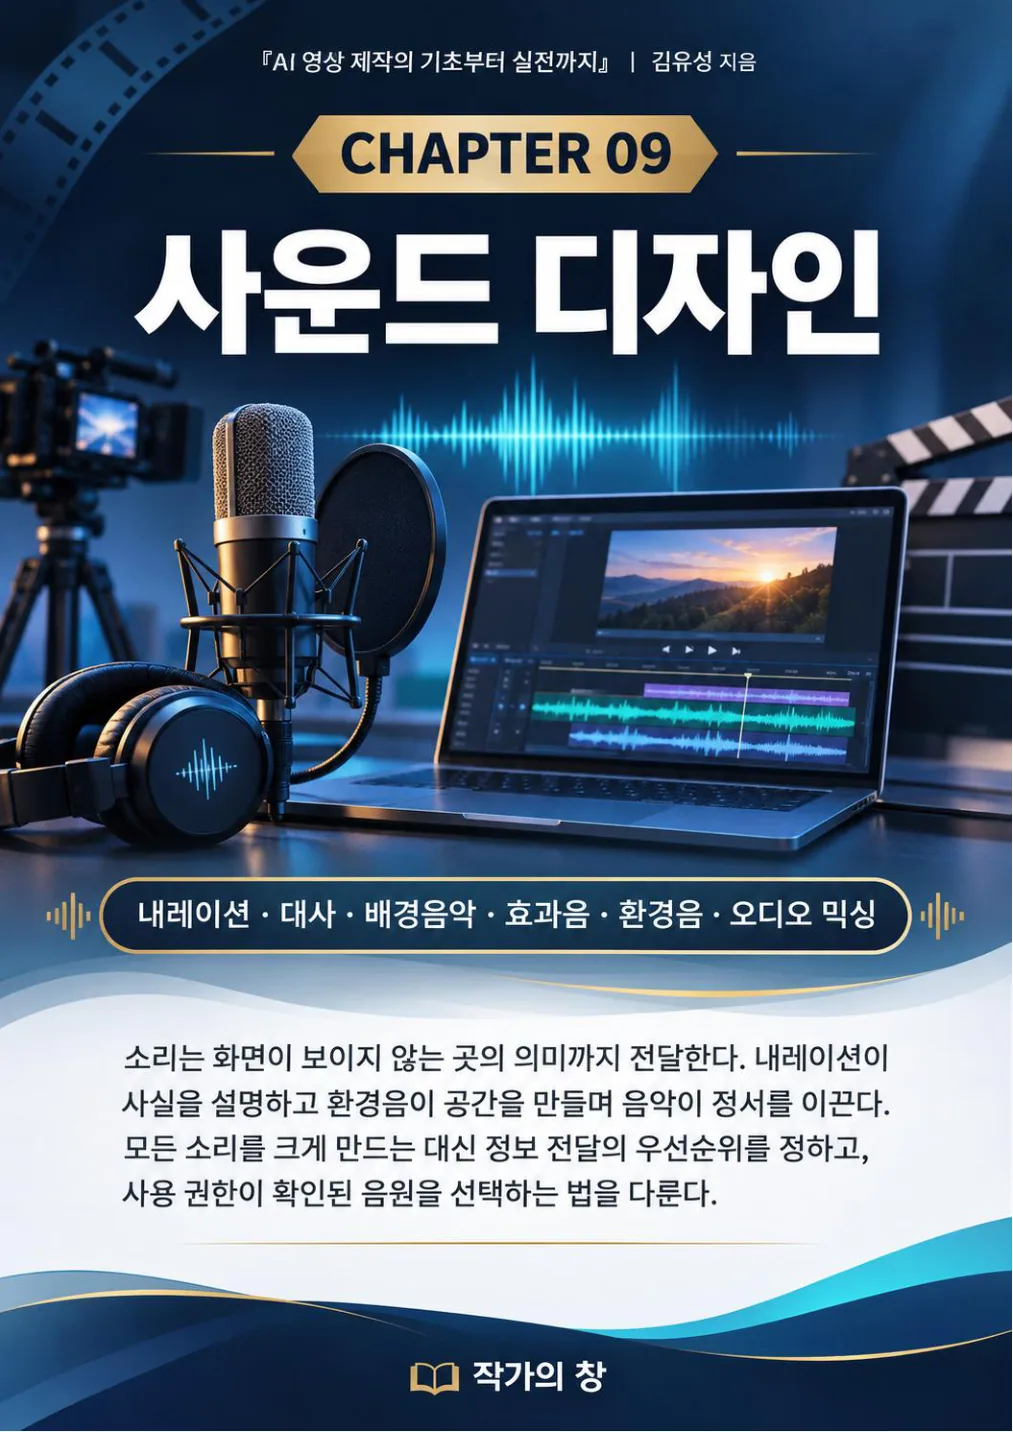 『AI 영상 제작의 기초부터 실전까지』 | 김유성 지음
CHAPTER 09
사운드 디자인
내레이션 · 대사 · 배경음악 · 효과음 · 환경음 · 오디오 믹싱
소리는 화면이 보이지 않는 곳의 의미까지 전달한다. 내레이션이
사실을 설명하고 환경음이 공간을 만들며 음악이 정서를 이끈다.
모든 소리를 크게 만드는 대신 정보 전달의 우선순위를 정하고,
사용 권한이 확인된 음원을 선택하는 법을 다룬다.
작가의 창